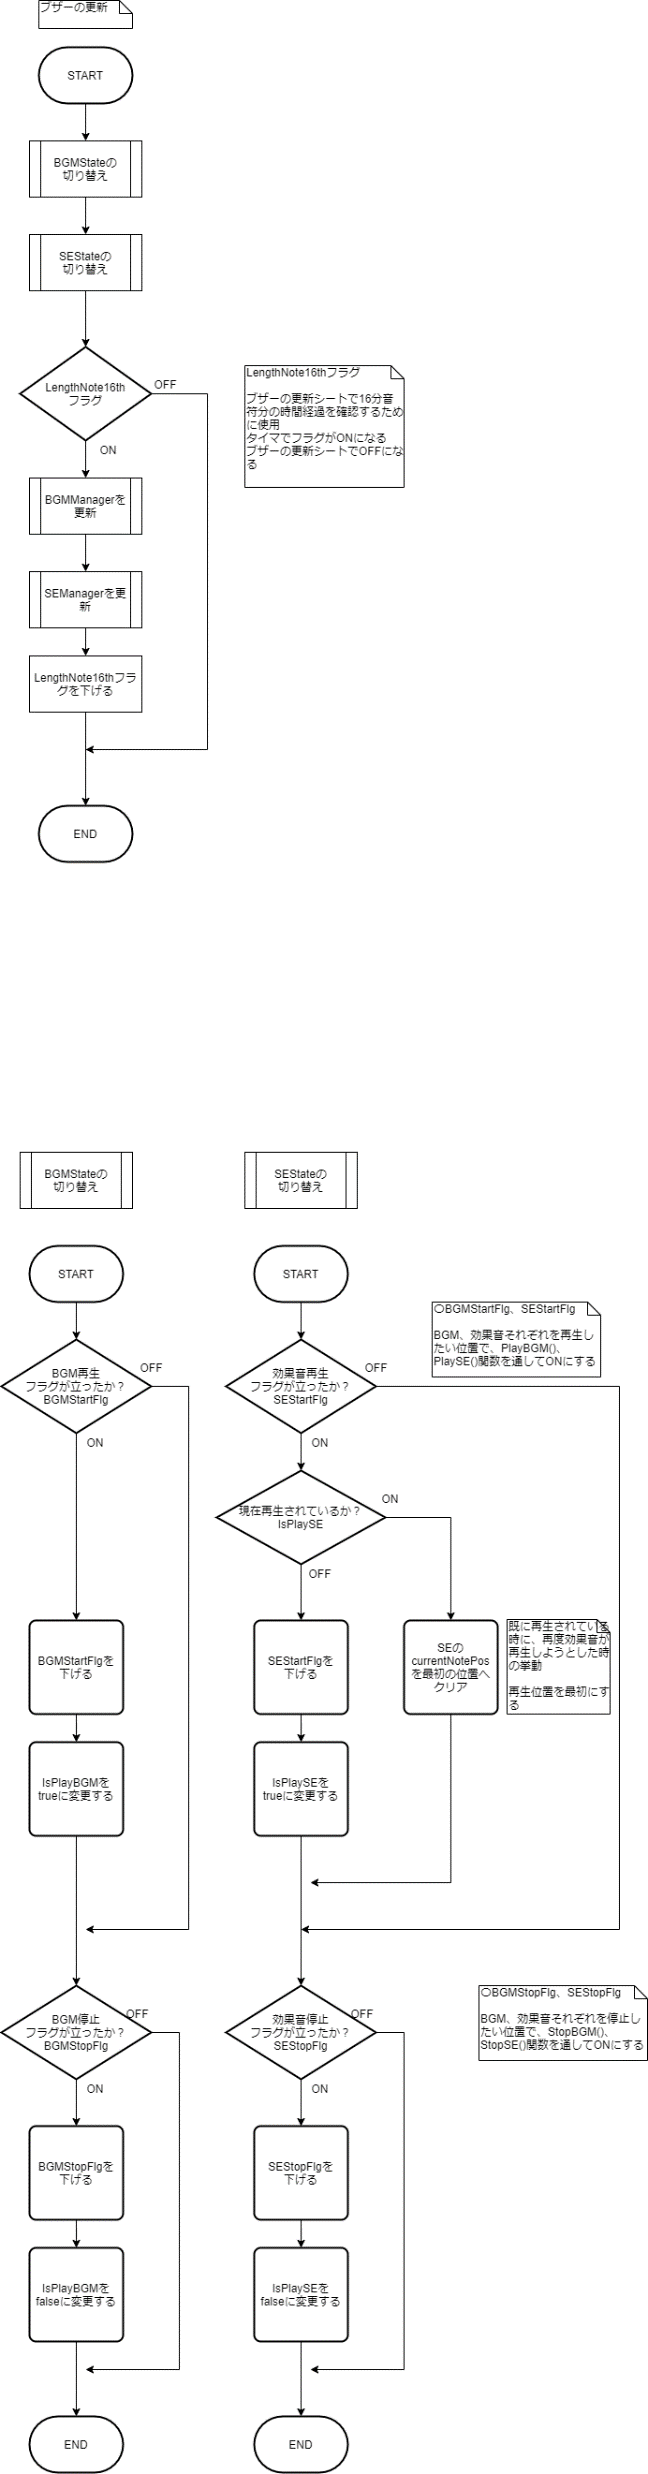 ブザーの更新
START
BGMStateの
切り替え
SEStateの
切り替え
LengthNote16th
フラグ
OFF
ON
LengthNote16thフラグ
ブザーの更新シートで16分音
符分の時間経過を確認するため
に使用
タイマでフラグがONになる
ブザーの更新シートでOFFにな
る
BGMManagerを
更新
SEManagerを更
新
LengthNote16thフラ
グを下げる
END
BGMStateの
切り替え
START
BGM再生
フラグが立ったか？
BGMStartFlg
OFF
ON
BGMStartFlgを
下げる
IsPlayBGMを
trueに変更する
BGM停止
フラグが立ったか？
BGMStopFlg
OFF
ON
BGMStopFlgを
下げる
IsPlayBGMを
falseに変更する
END
SEStateの
切り替え
START
効果音再生
フラグが立ったか？
SEStartFlg
OFF
ON
〇BGMStartFlg、SEStartFlg
BGM、効果音それぞれを再生し
たい位置で、PlayBGM()、
PlaySE()関数を通してONにする
現在再生されているか？
IsPlaySE
ON
OFF
SEStartFlgを
下げる
SEの
currentNotePos
を最初の位置へ
クリア
既に再生されている
時に、再度効果音が
再生しようとした時
の挙動
再生位置を最初にす
る
IsPlaySEを
trueに変更する
効果音停止
フラグが立ったか？
SEStopFlg
OFF
ON
〇BGMStopFlg、SEStopFlg
BGM、効果音それぞれを停止し
たい位置で、StopBGM()、
StopSE()関数を通してONにする
SEStopFlgを
下げる
IsPlaySEを
falseに変更する
END